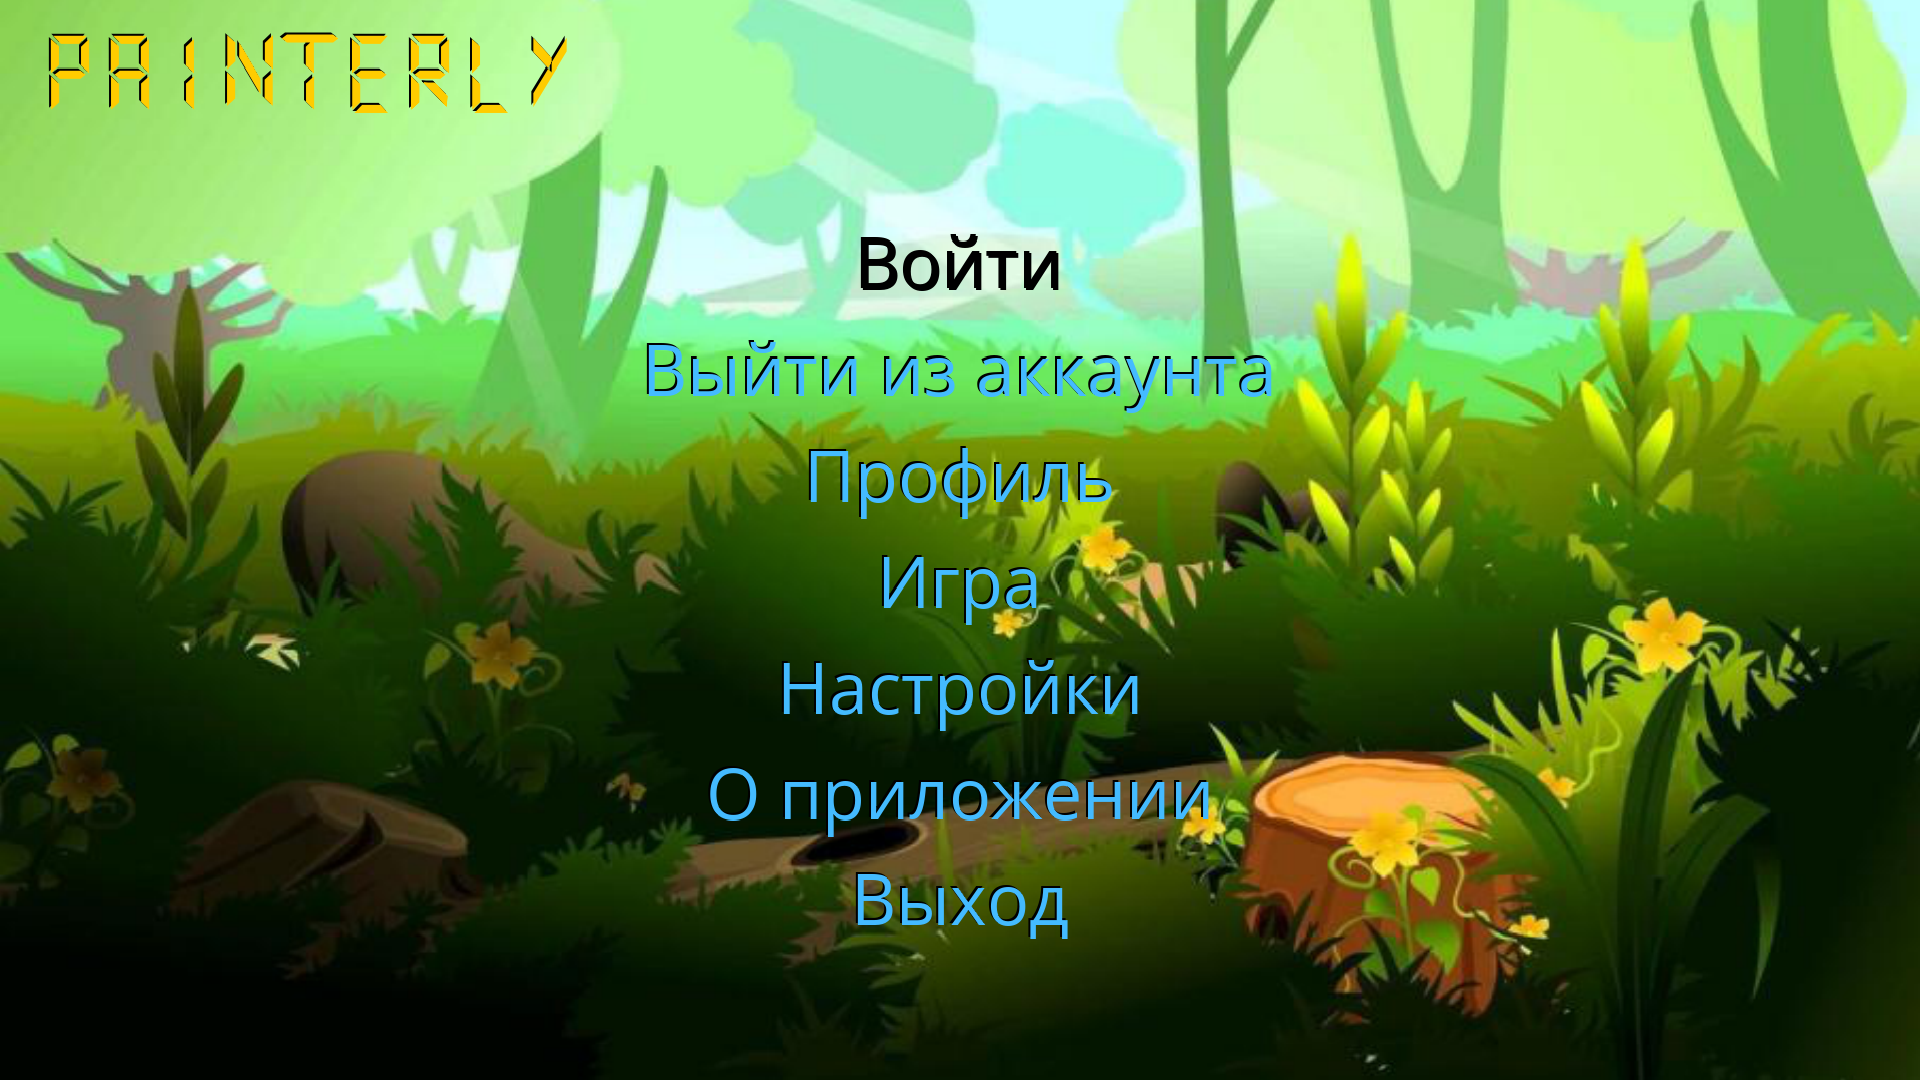 PAINTERLY
Войти
Выйти из аккаунта
Профиль
Игра
Настройки
О приложении
Выход